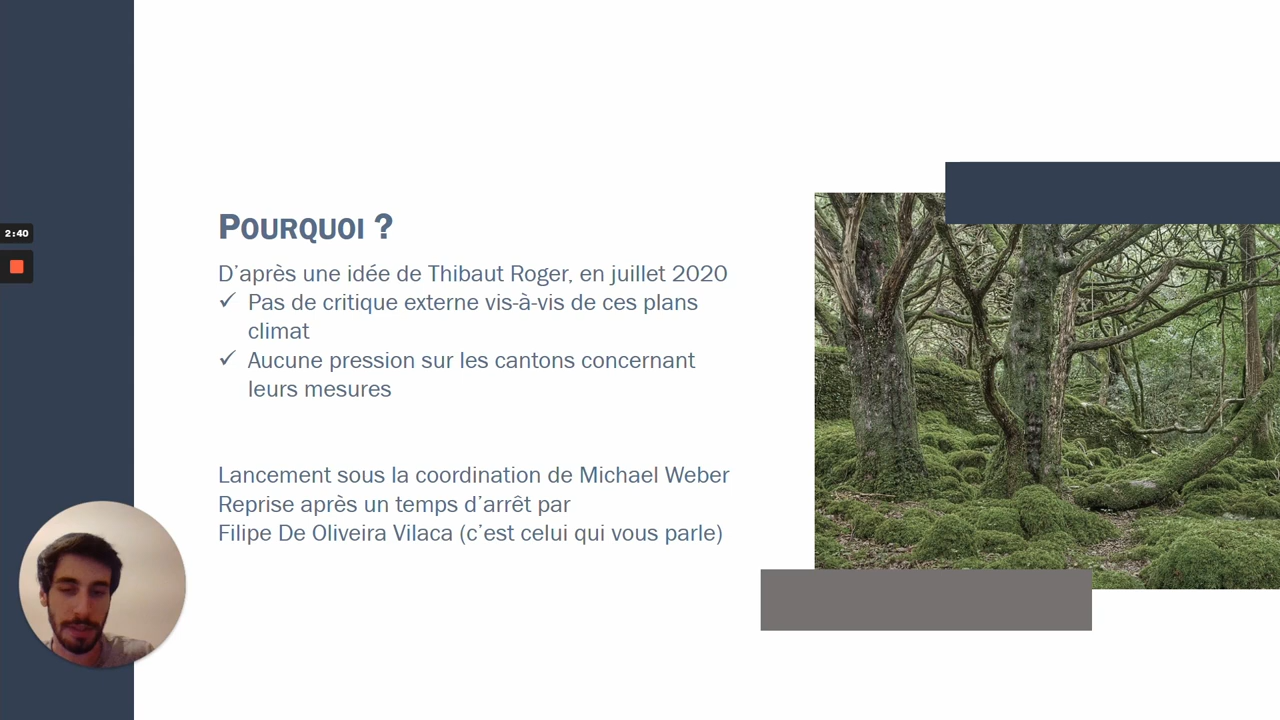 POURQUOI ?
D'après une idée de Thibaut Roger, en juillet 2020
✓ Pas de critique externe vis-à-vis de ces plans
climat
✓ Aucune pression sur les cantons concernant
leurs mesures
Lancement sous la coordination de Michael Weber
Reprise après un temps d'arrêt par
Filipe De Oliveira Vilaca (c'est celui qui vous parle)
2:40